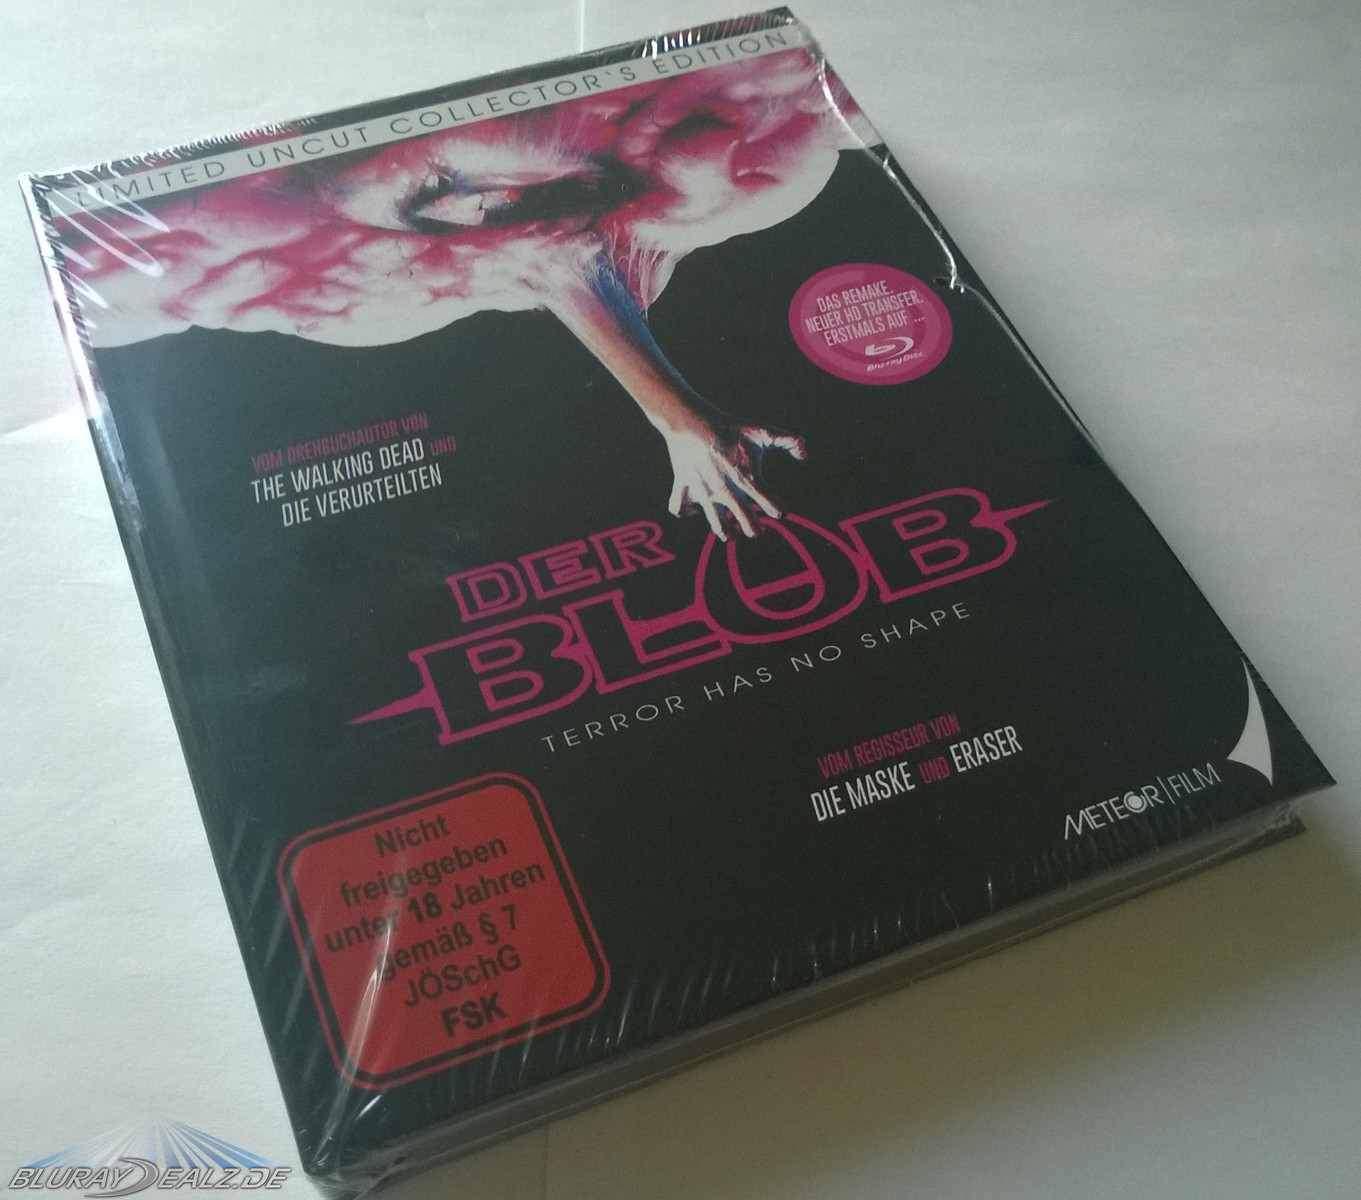 LIMITED UNCUT COLLECTOR'S EDITION
DAS REMAKE.
NEUER HD TRANSFER.
ERSTMALS AUF ...
Blu-ray Disc
VOM DREHBUCHAUTOR VON
THE WALKING DEAD UND
DIE VERURTEILTEN
DER
BLOB
TERROR HAS NO SHAPE
VOM REGISSEUR VON
DIE MASKE UND ERASER
METEOR|FILM
Nicht
freigegeben
unter 18 Jahren
gemäß § 7
JÖSchG
FSK
BLURAYDEALZ.DE